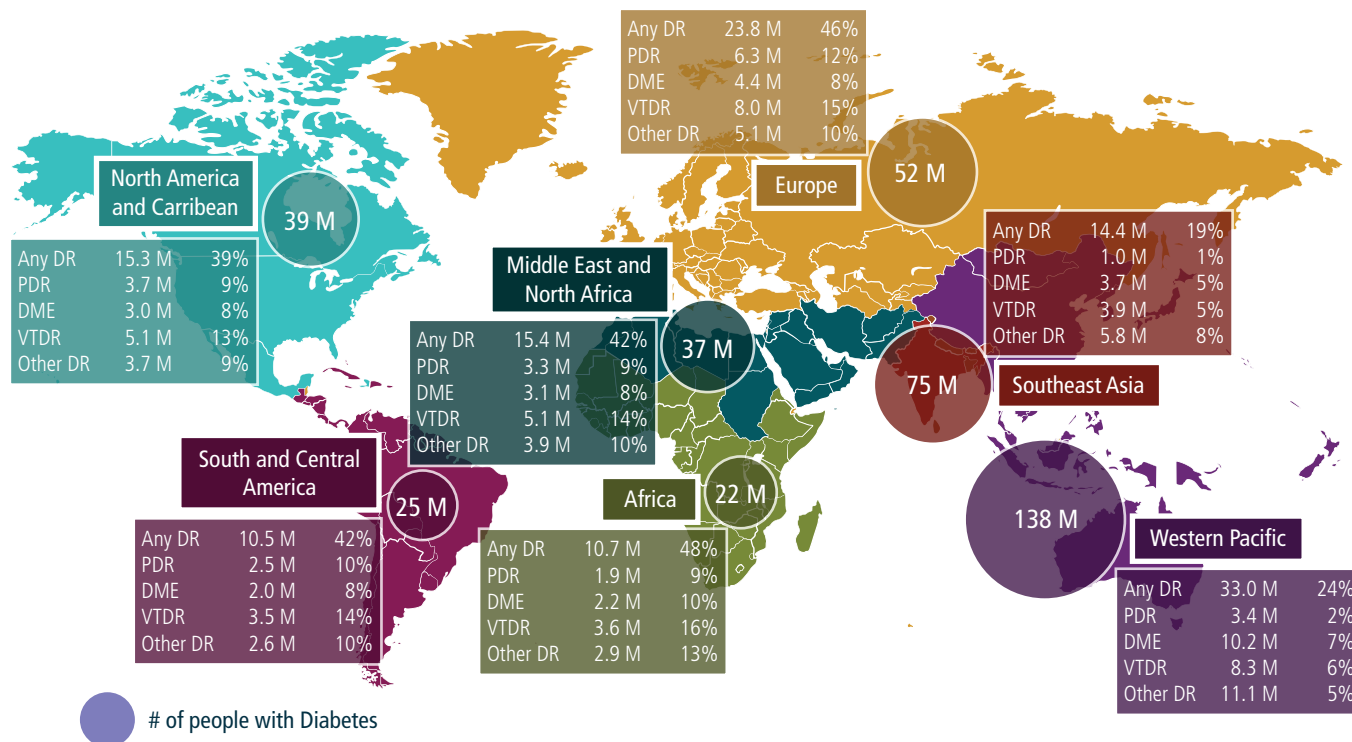 Any DR 23.8 M 46%
PDR 6.3 M 12%
DME 4.4 M 8%
VTDR 8.0 M 15%
Other DR 5.1 M 10%
Europe
52 M
North America
and Carribean
39 M
Any DR 15.3 M 39%
PDR 3.7 M 9%
DME 3.0 M 8%
VTDR 5.1 M 13%
Other DR 3.7 M 9%
Middle East and
North Africa
37 M
Any DR 15.4 M 42%
PDR 3.3 M 9%
DME 3.1 M 8%
VTDR 5.1 M 14%
Other DR 3.9 M 10%
Any DR 14.4 M 19%
PDR 1.0 M 1%
DME 3.7 M 5%
VTDR 3.9 M 5%
Other DR 5.8 M 8%
75 M
Southeast Asia
South and Central
America
25 M
Any DR 10.5 M 42%
PDR 2.5 M 10%
DME 2.0 M 8%
VTDR 3.5 M 14%
Other DR 2.6 M 10%
Africa
22 M
Any DR 10.7 M 48%
PDR 1.9 M 9%
DME 2.2 M 10%
VTDR 3.6 M 16%
Other DR 2.9 M 13%
138 M
Western Pacific
Any DR 33.0 M 24%
PDR 3.4 M 2%
DME 10.2 M 7%
VTDR 8.3 M 6%
Other DR 11.1 M 5%
# of people with Diabetes